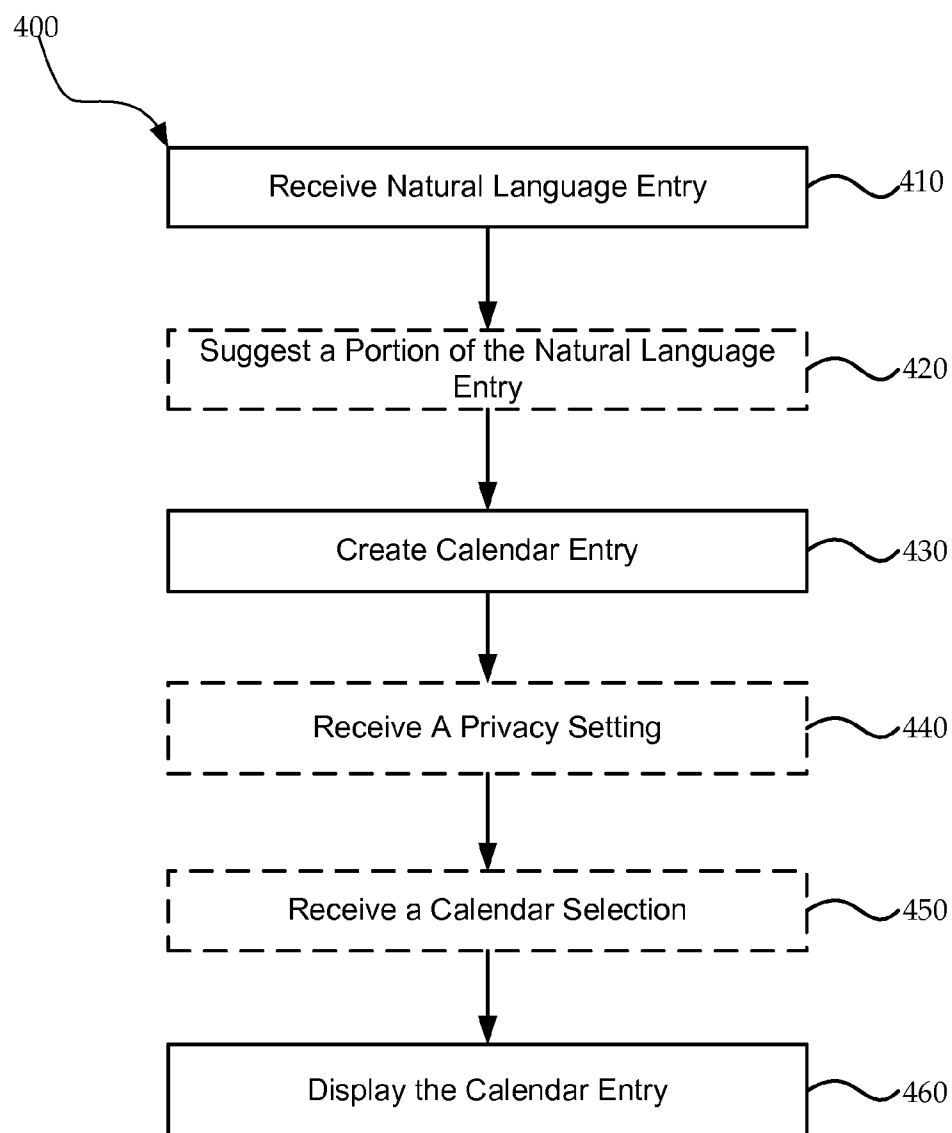 400
Receive Natural Language Entry
410
Suggest a Portion of the Natural Language
Entry
420
Create Calendar Entry
430
Receive A Privacy Setting
440
Receive a Calendar Selection
450
Display the Calendar Entry
460